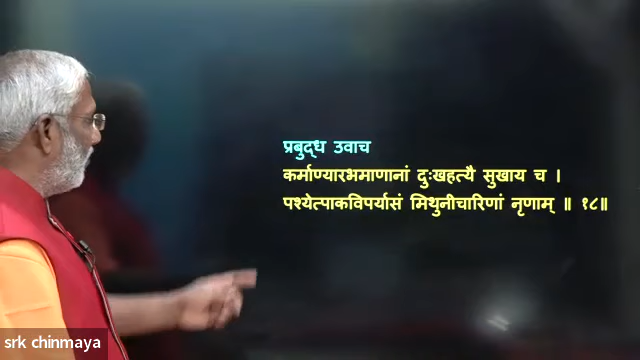 प्रबुद्ध उवाच
कर्माण्यारभमाणानां दुःखहत्यै सुखाय च ।
पश्येत्पाकविपर्यासं मिथुनीचारिणां नृणाम् ॥ १८॥
srk chinmaya